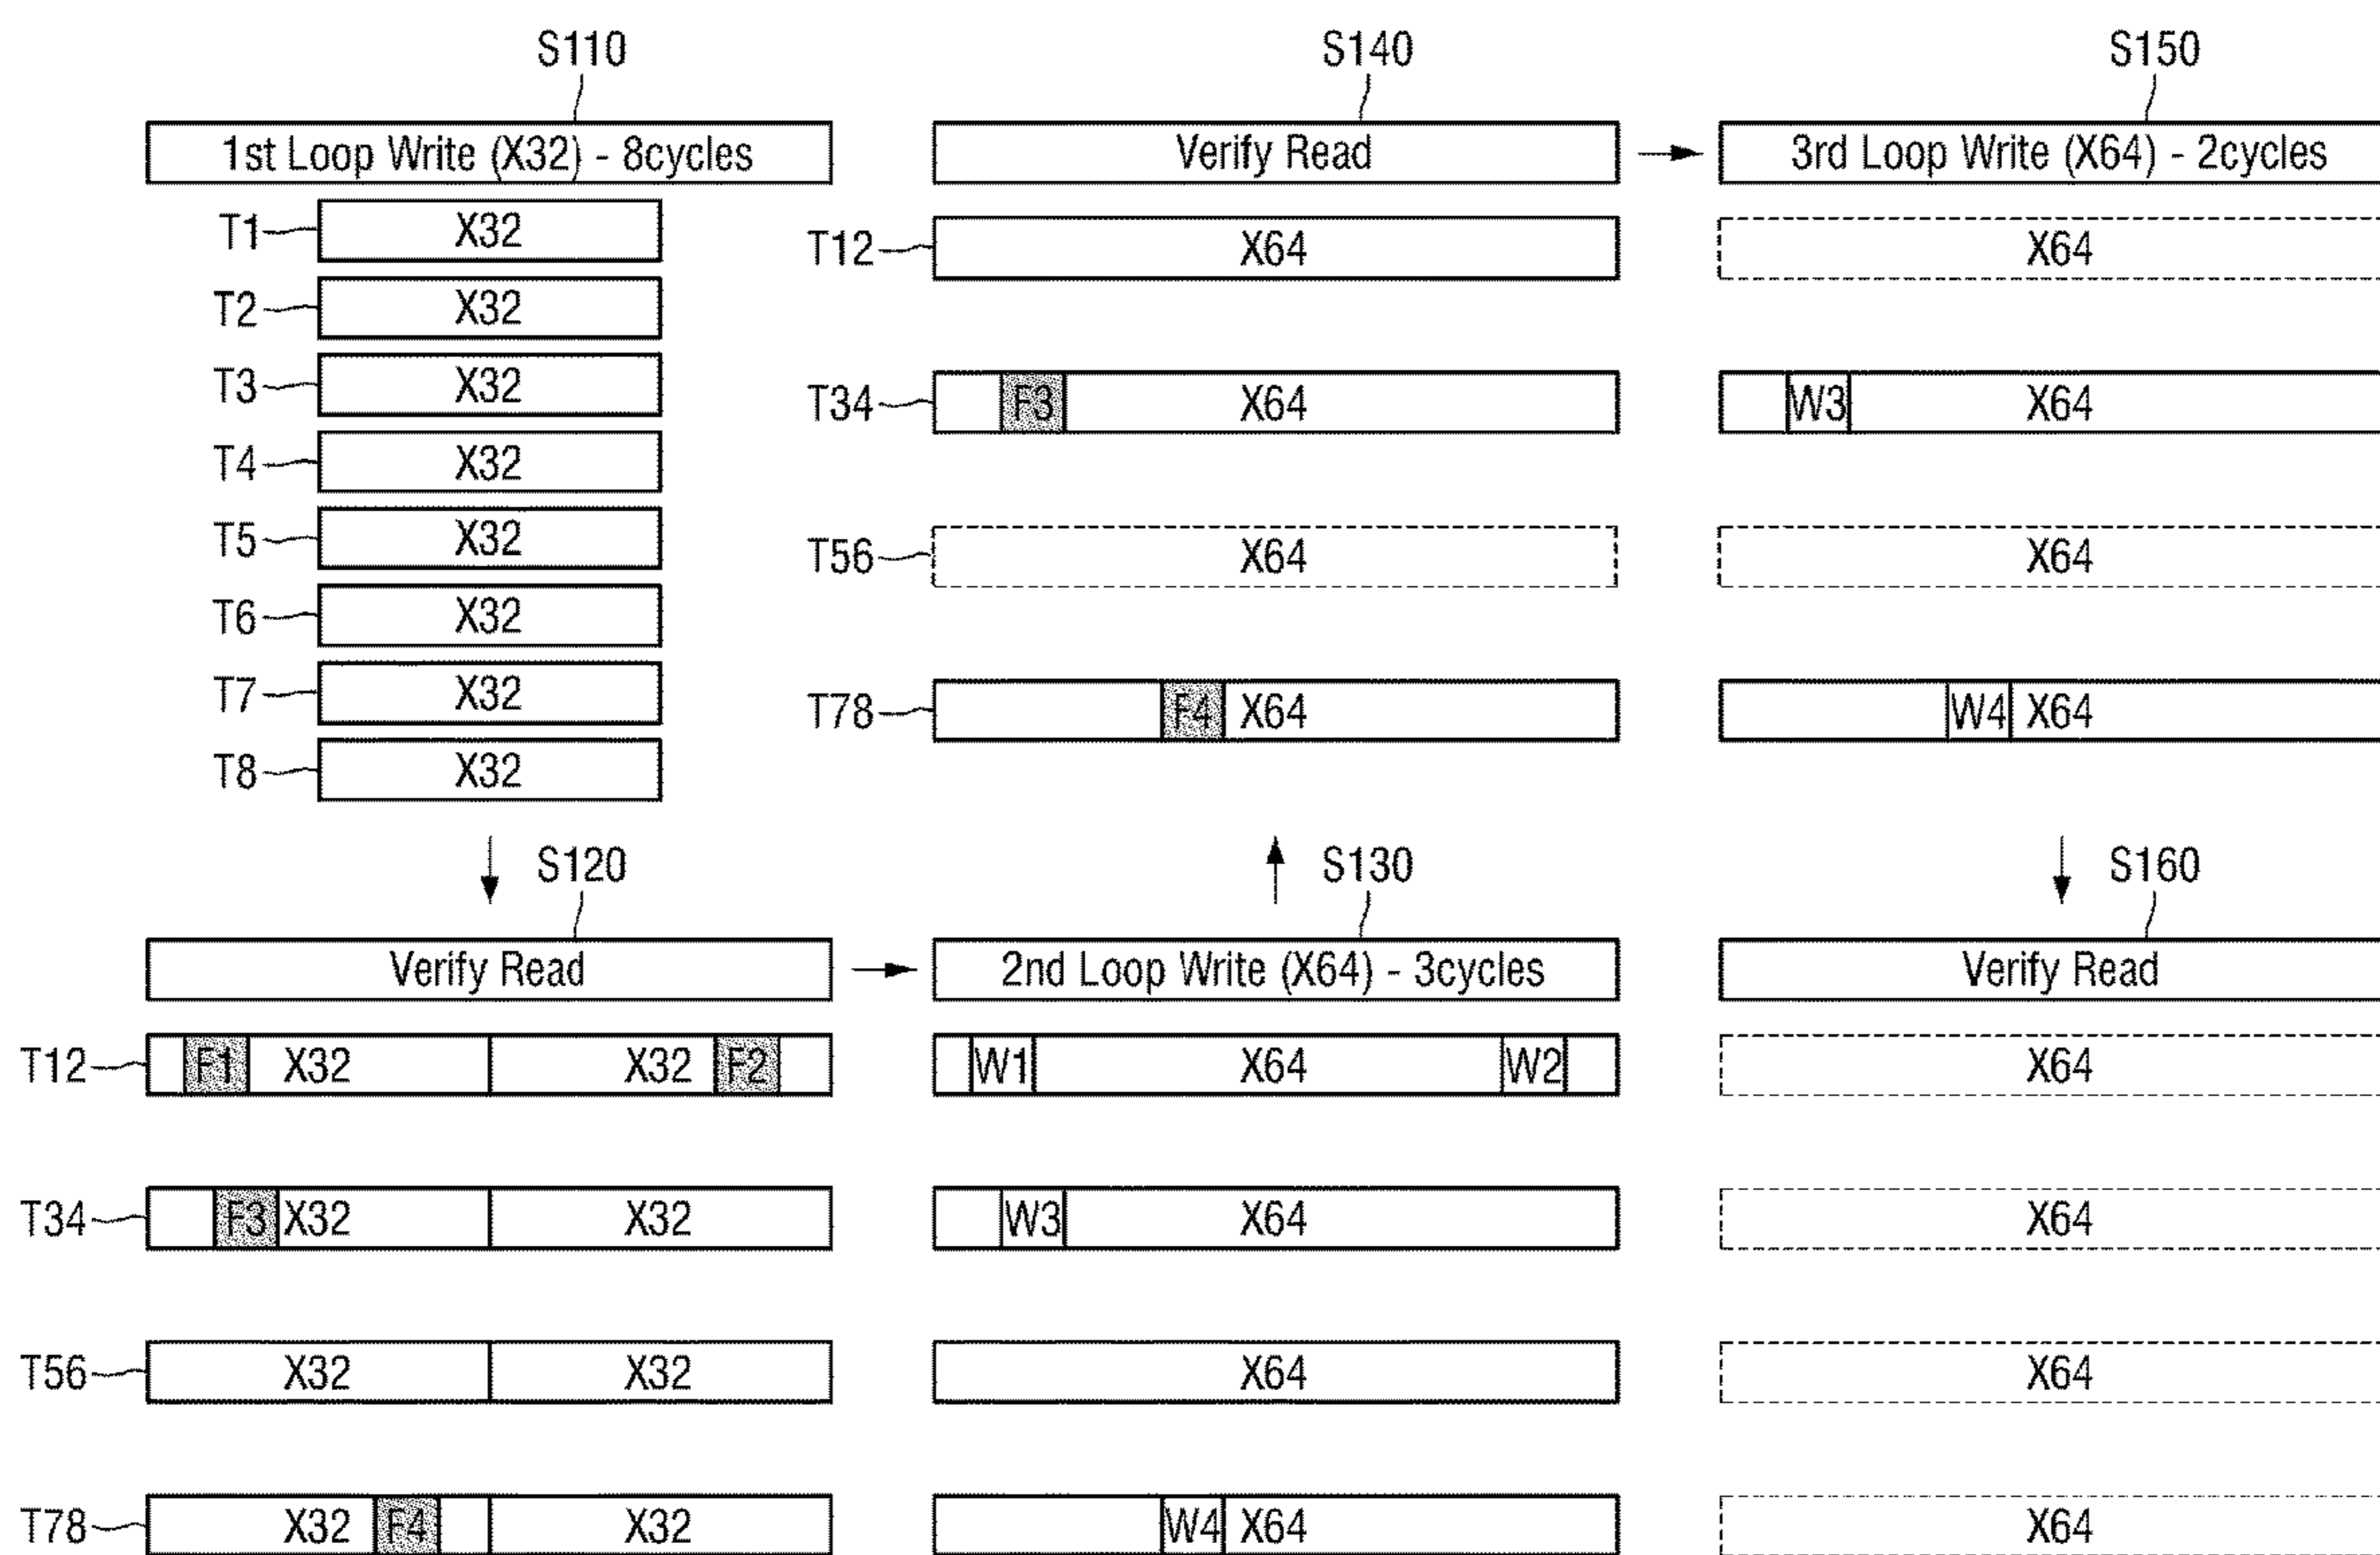 S110
1st Loop Write (X32) - 8cycles
T1 X32
T2 X32
T3 X32
T4 X32
T5 X32
T6 X32
T7 X32
T8 X32
S120
Verify Read
T12 F1 X32 X32 F2
T34 F3 X32 X32
T56 X32 X32
T78 X32 F4 X32
S130
2nd Loop Write (X64) - 3cycles
W1 X64 W2
W3 X64
X64
W4 X64
S140
Verify Read
T12 X64
T34 F3 X64
T56 X64
T78 F4 X64
S150
3rd Loop Write (X64) - 2cycles
X64
W3 X64
X64
W4 X64
S160
Verify Read
X64
X64
X64
X64